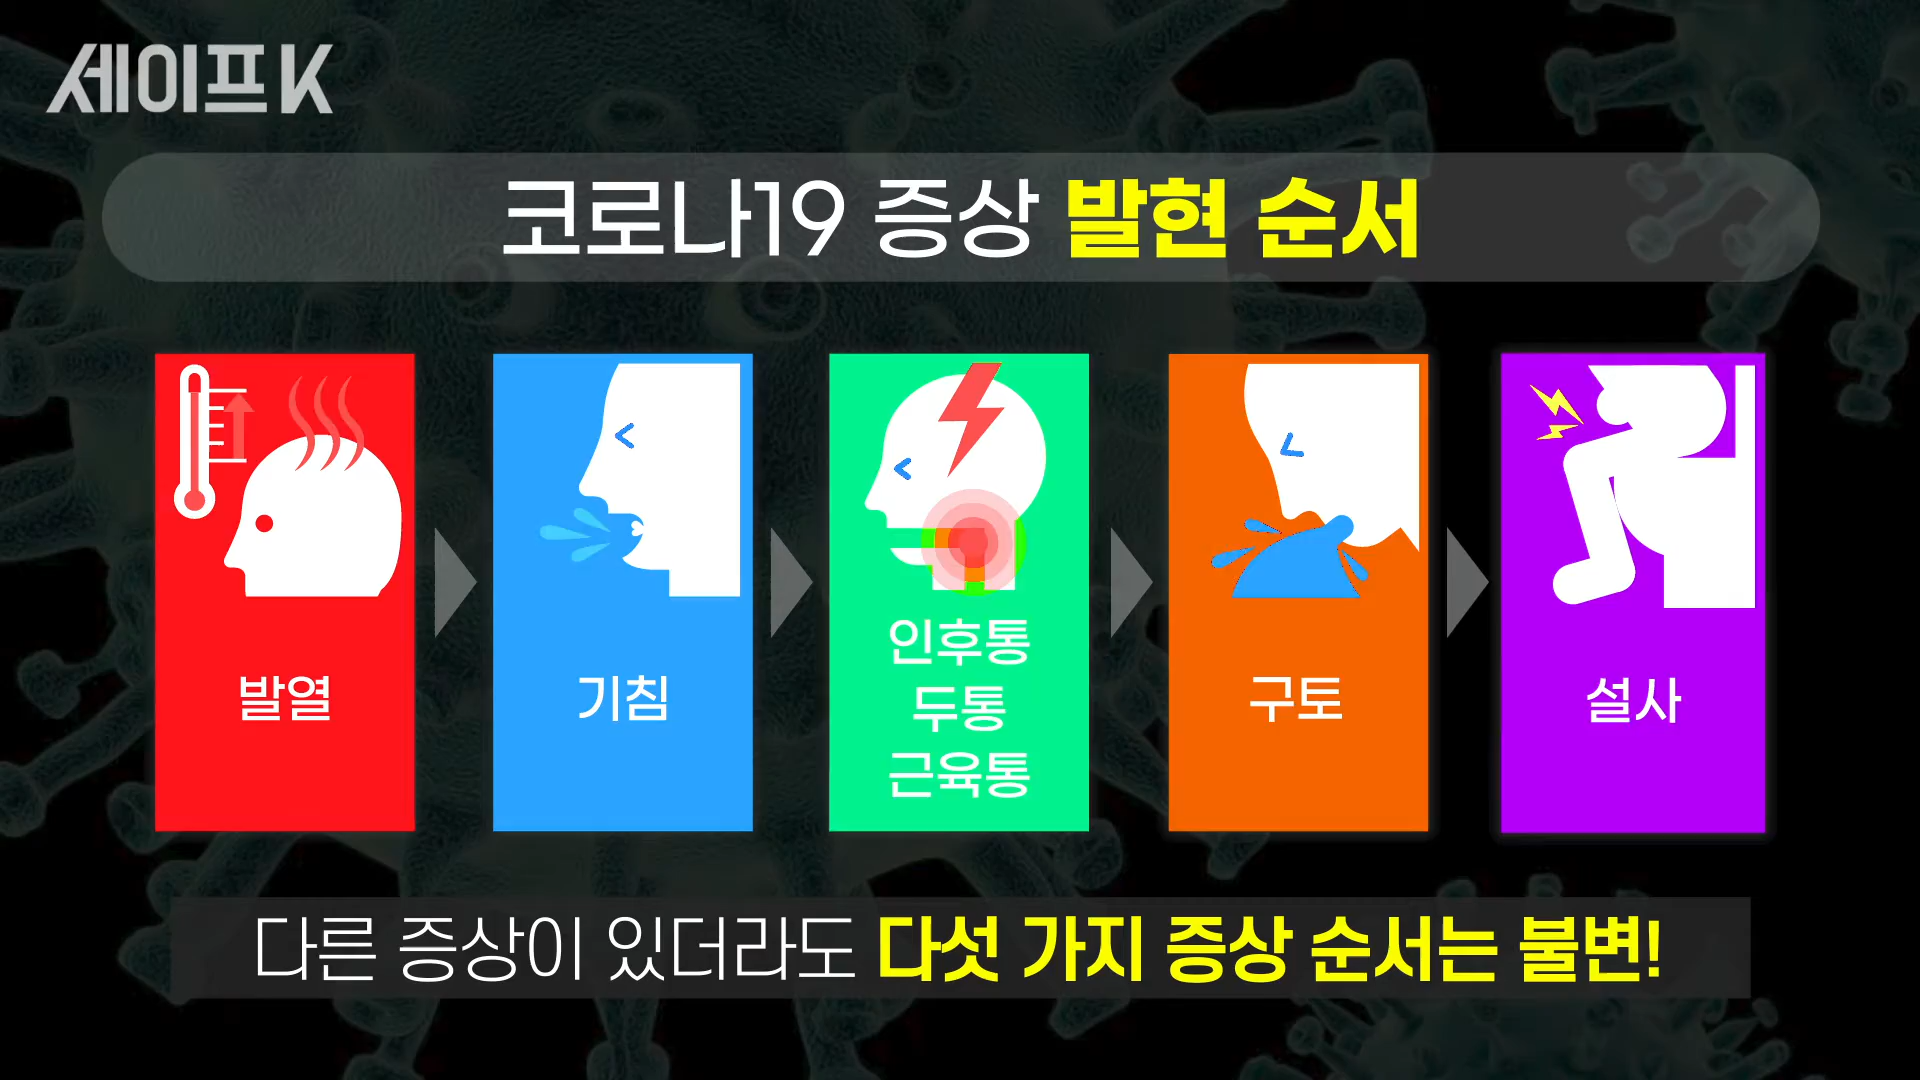 세이프K
코로나19 증상 발현 순서
발열
기침
인후통
두통
근육통
구토
설사
다른 증상이 있더라도 다섯 가지 증상 순서는 불변!